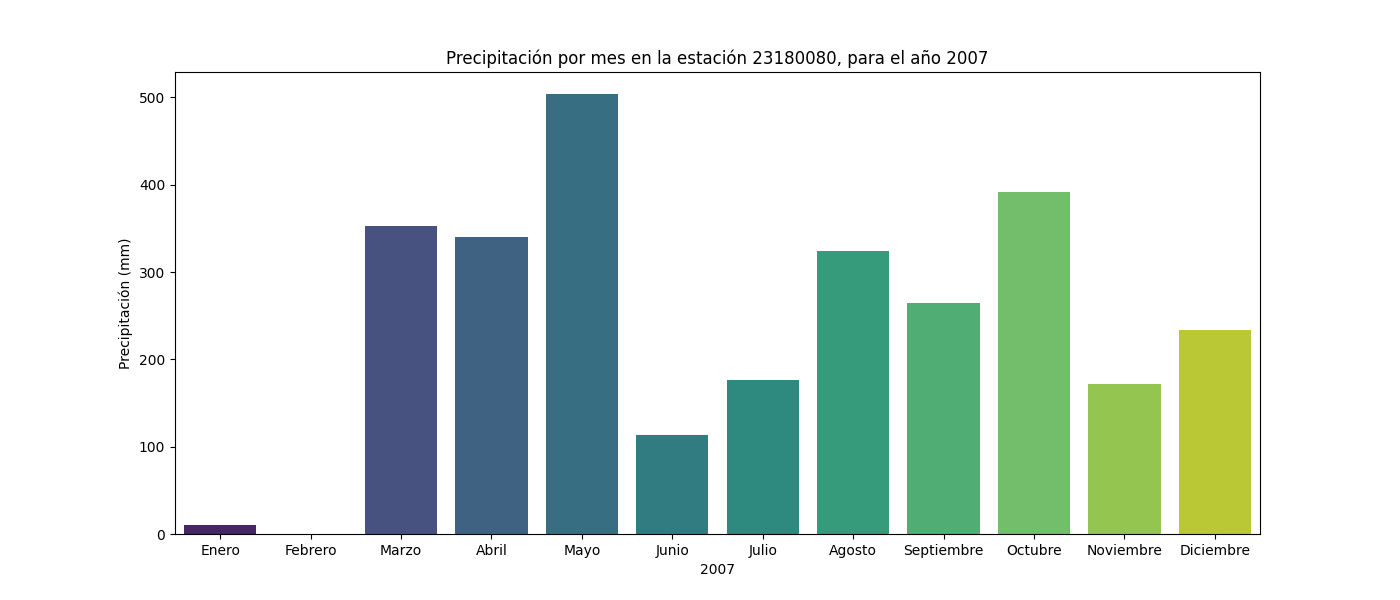 Precipitación por mes en la estación 23180080, para el año 2007
Precipitación (mm)
500
400
300
200
100
0
Enero Febrero Marzo Abril Mayo Junio Julio Agosto Septiembre Octubre Noviembre Diciembre
2007